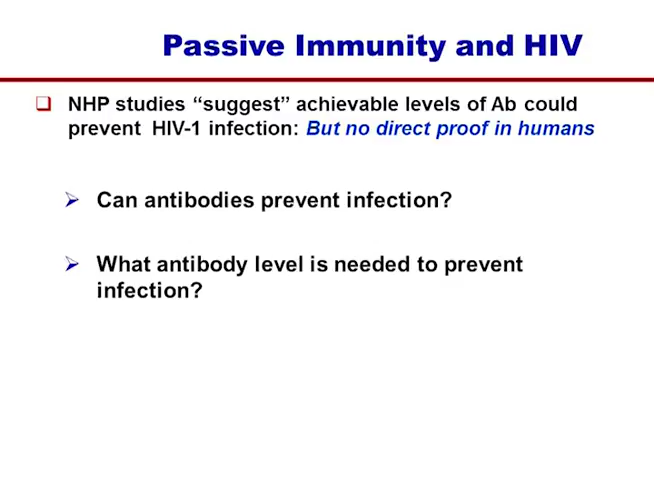 Passive Immunity and HIV
NHP studies “suggest” achievable levels of Ab could
prevent HIV-1 infection: But no direct proof in humans
Can antibodies prevent infection?
What antibody level is needed to prevent
infection?